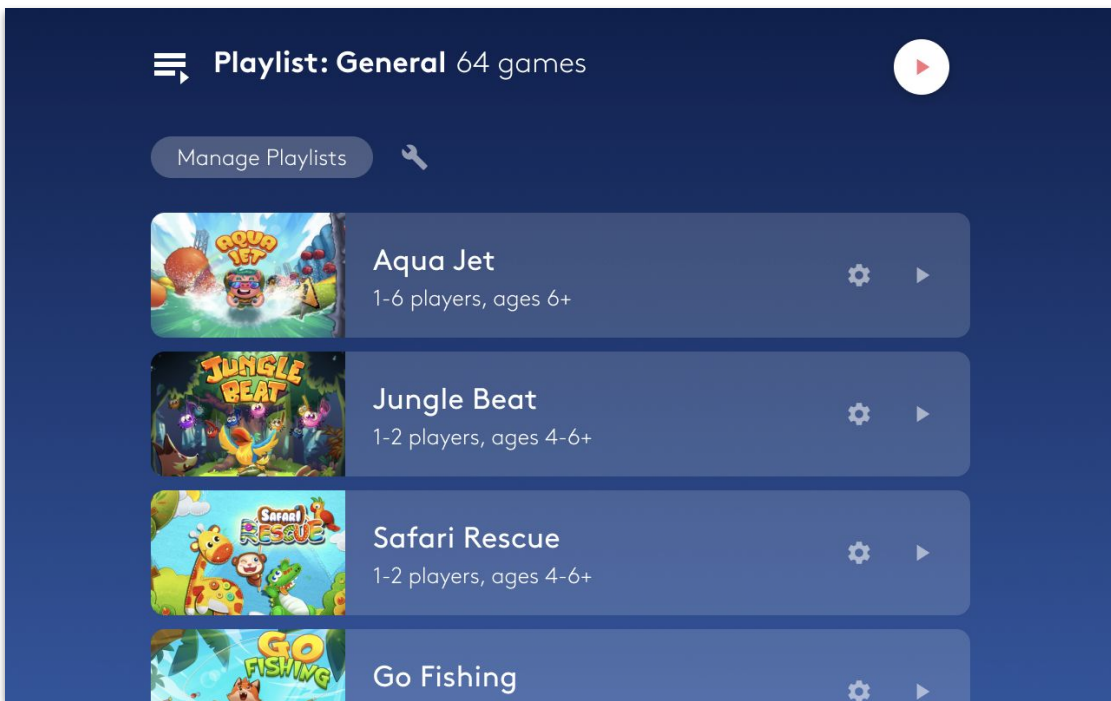 Playlist: General 64 games
Manage Playlists
AQUA
JET
Aqua Jet
1-6 players, ages 6+
JUNGLE
BEAT
Jungle Beat
1-2 players, ages 4-6+
SAFARI
RESCUE
Safari Rescue
1-2 players, ages 4-6+
GO
FISHING
Go Fishing